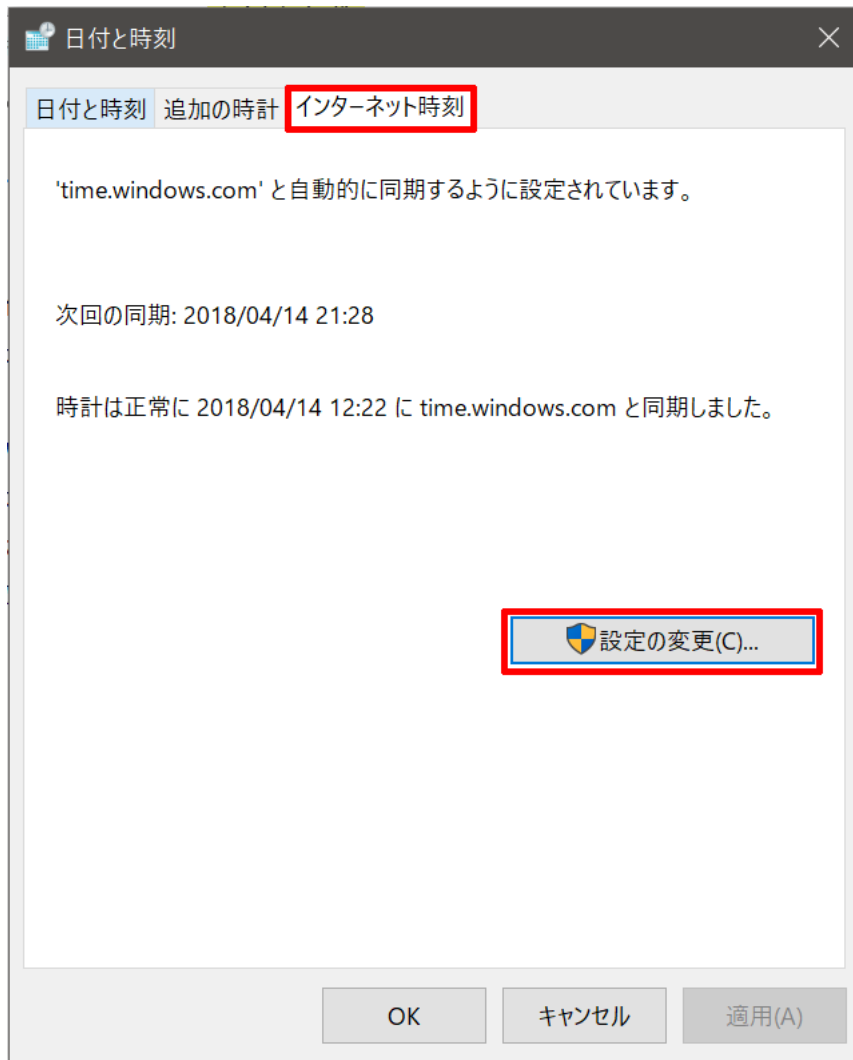 日付と時刻
日付と時刻 追加の時計 インターネット時刻
'time.windows.com' と自動的に同期するように設定されています。
次回の同期: 2018/04/14 21:28
時計は正常に 2018/04/14 12:22 に time.windows.com と同期しました。
設定の変更(C)...
OK キャンセル 適用(A)